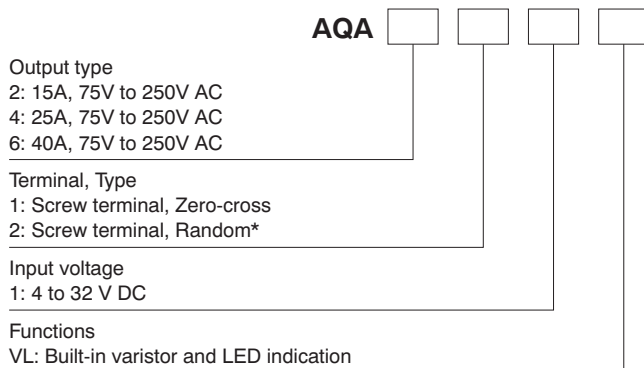 AQA
Output type
2: 15A, 75V to 250V AC
4: 25A, 75V to 250V AC
6: 40A, 75V to 250V AC
Terminal, Type
1: Screw terminal, Zero-cross
2: Screw terminal, Random*
Input voltage
1: 4 to 32 V DC
Functions
VL: Built-in varistor and LED indication